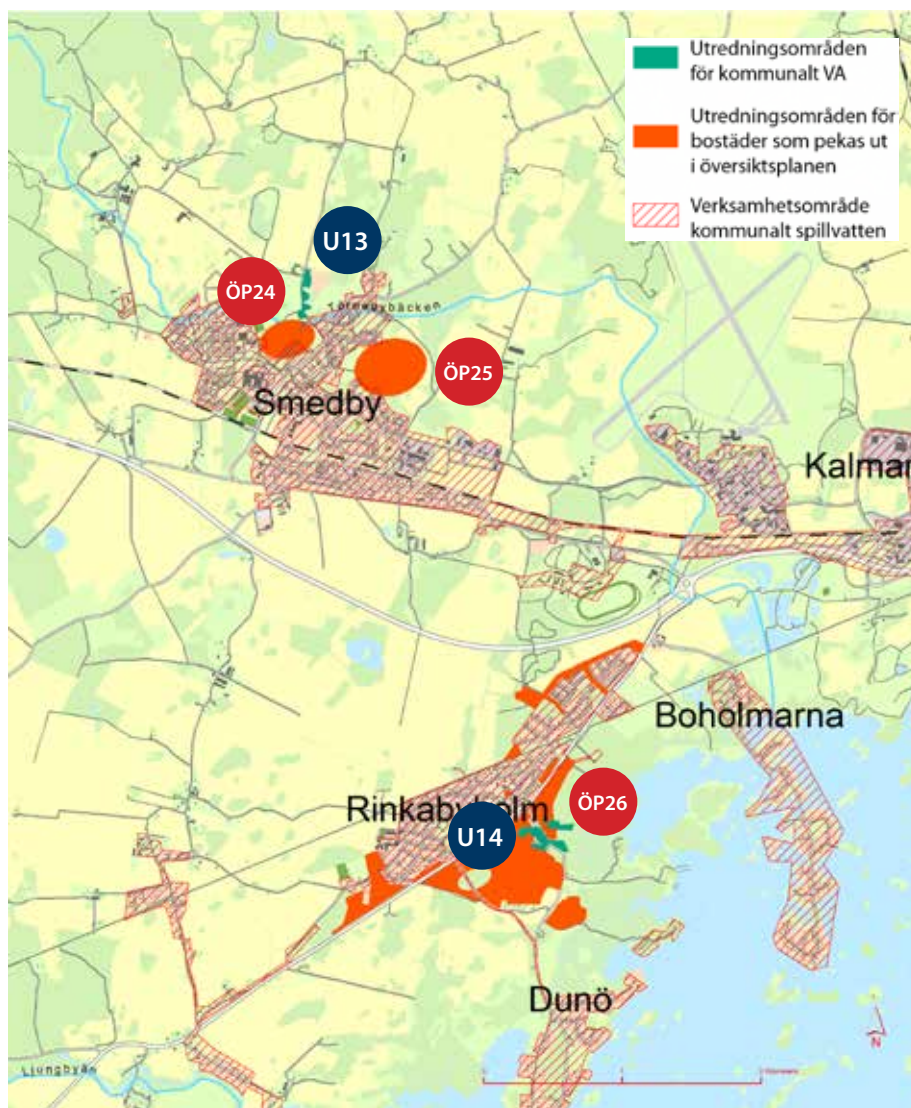 Utredningsområden
för kommunalt VA
Utredningsområden för
bostäder som pekas ut
i översiktsplanen
Verksamhetsområde
kommunalt spillvatten
U13
ÖP24
ÖP25
Smedby
Kalmar
Boholmarna
ÖP26
Rinkabyholm
U14
Dunö
N
Ljungbyån